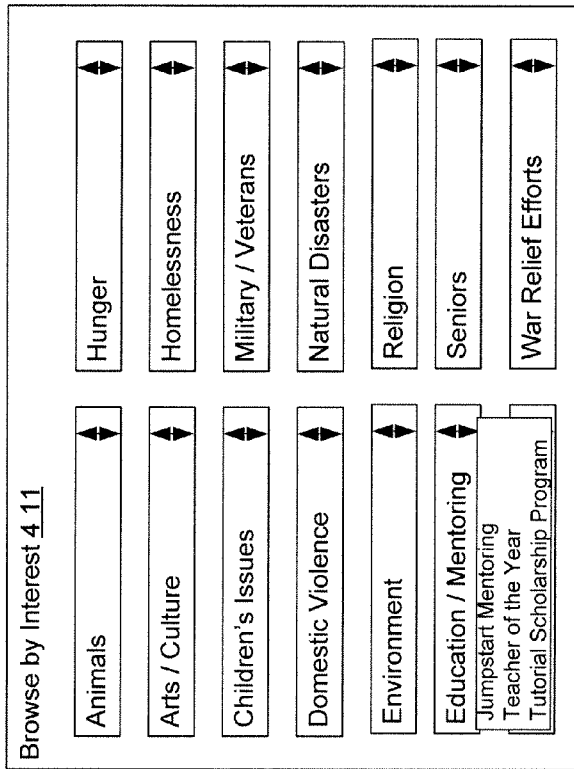 Browse by Interest 4 11
Animals
Arts / Culture
Children's Issues
Domestic Violence
Environment
Education / Mentoring
Jumpstart Mentoring
Teacher of the Year
Tutorial Scholarship Program
Hunger
Homelessness
Military / Veterans
Natural Disasters
Religion
Seniors
War Relief Efforts